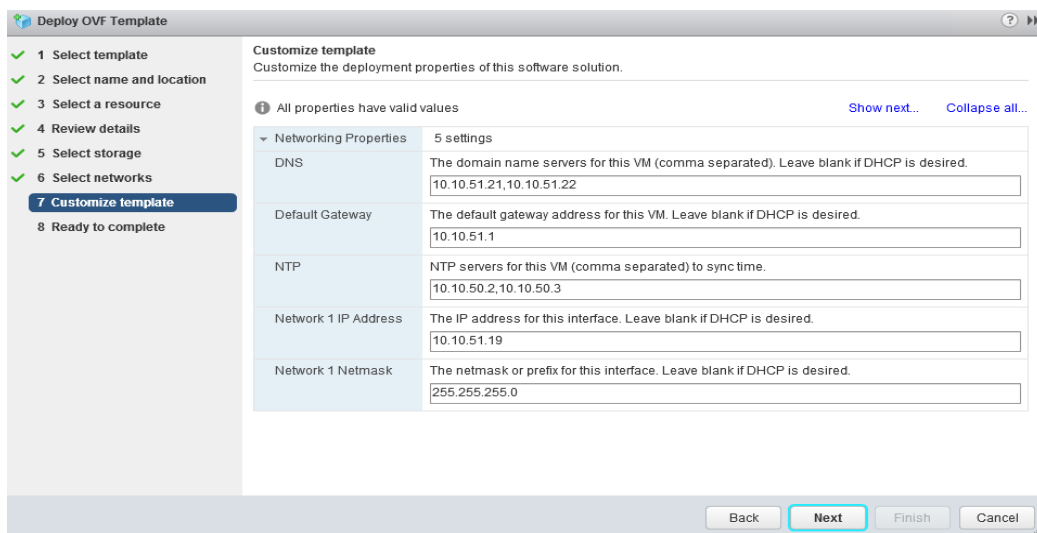 Deploy OVF Template
?
1 Select template
2 Select name and location
3 Select a resource
4 Review details
5 Select storage
6 Select networks
7 Customize template
8 Ready to complete
Customize template
Customize the deployment properties of this software solution.
All properties have valid values
Show next...
Collapse all...
Networking Properties
5 settings
DNS
The domain name servers for this VM (comma separated). Leave blank if DHCP is desired.
10.10.51.21,10.10.51.22
Default Gateway
The default gateway address for this VM. Leave blank if DHCP is desired.
10.10.51.1
NTP
NTP servers for this VM (comma separated) to sync time.
10.10.50.2,10.10.50.3
Network 1 IP Address
The IP address for this interface. Leave blank if DHCP is desired.
10.10.51.19
Network 1 Netmask
The netmask or prefix for this interface. Leave blank if DHCP is desired.
255.255.255.0
Back
Next
Finish
Cancel